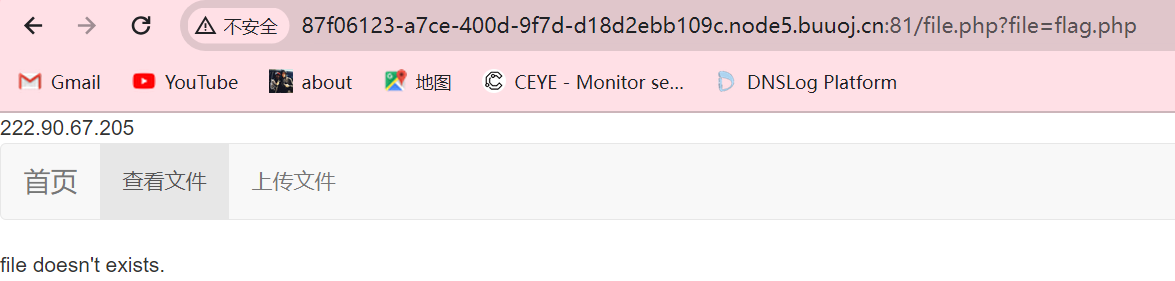 不安全 87f06123-a7ce-400d-9f7d-d18d2ebb109c.node5.buuoj.cn:81/file.php?file=flag.php
Gmail YouTube about 地图 CEYE - Monitor se... DNSLog Platform
222.90.67.205
首页 查看文件 上传文件
file doesn't exists.